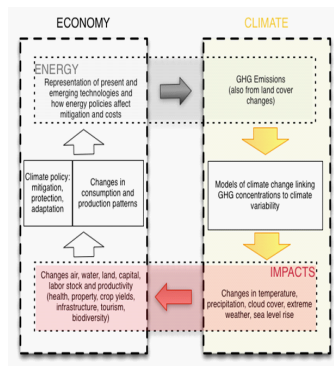 ECONOMY
CLIMATE
ENERGY
Representation of present and
emerging technologies and
how energy policies affect
mitigation and costs
GHG Emissions
(also from land cover
changes)
Climate policy:
mitigation,
protection,
adaptation
Changes in
consumption and
production patterns
Models of climate change linking
GHG concentrations to climate
variability
Changes air, water, land, capital,
labor stock and productivity
(health, property, crop yields,
infrastructure, tourism,
biodiversity)
IMPACTS
Changes in temperature,
precipitation, cloud cover, extreme
weather, sea level rise